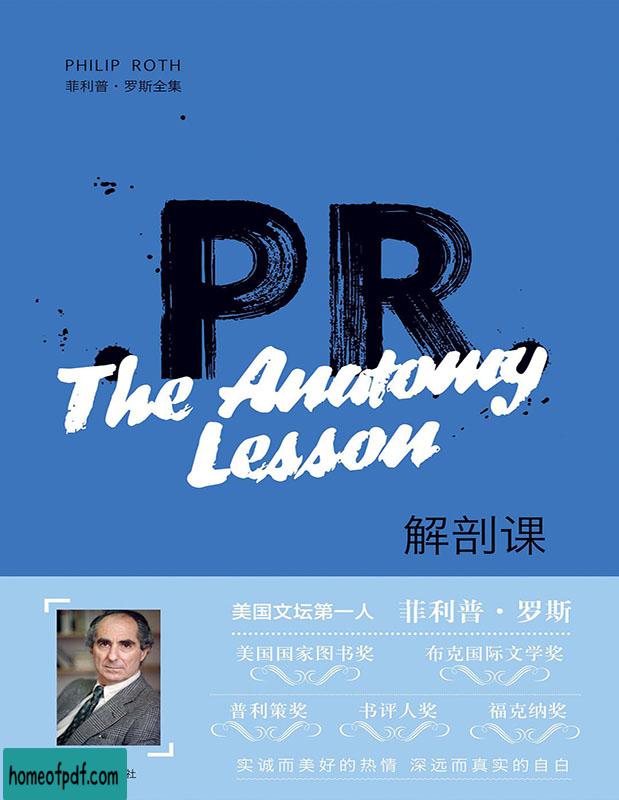 PHILIP ROTH
菲利普·罗斯全集
PR
The Anatomy
Lesson
解剖课
美国文坛第一人 菲利普·罗斯
美国国家图书奖 布克国际文学奖
普利策奖 书评人奖 福克纳奖
实诚而美好的热情 深远而真实的自白
社
homeofpdf.com